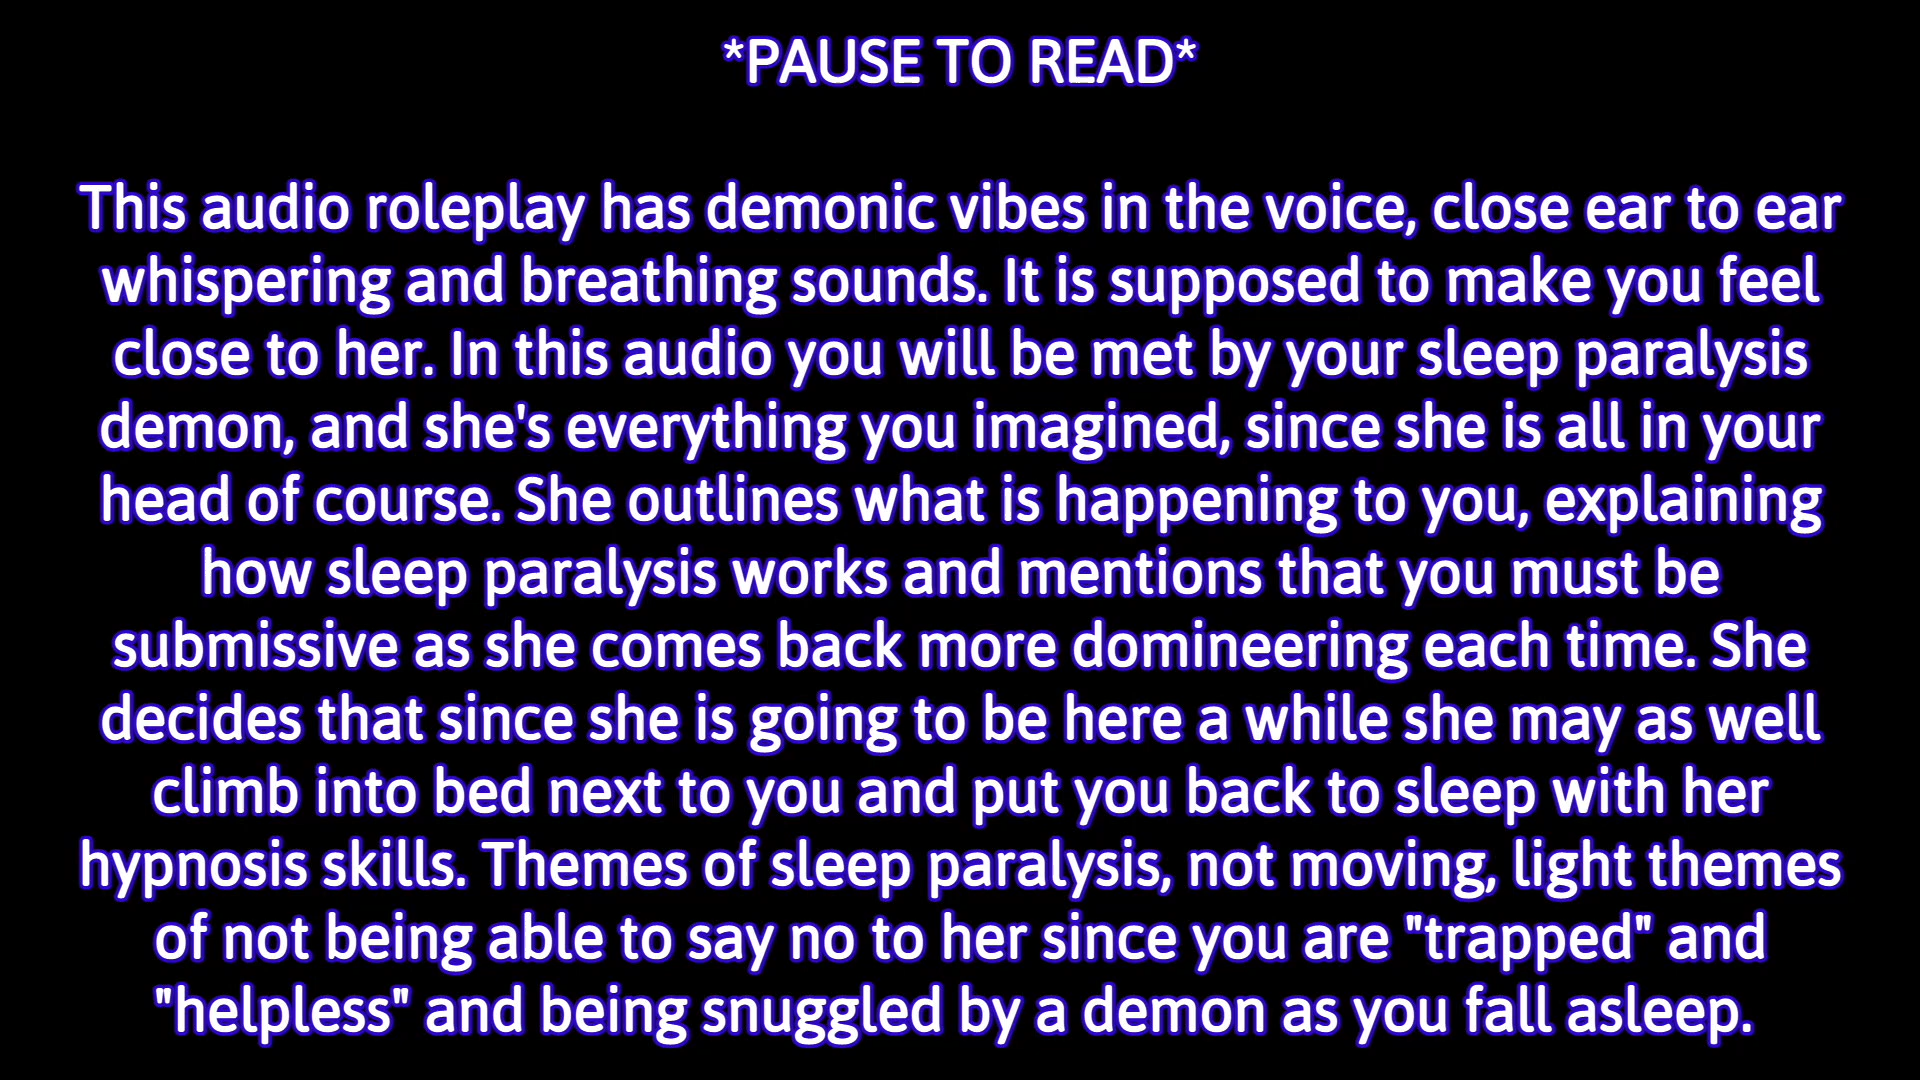 *PAUSE TO READ*
This audio roleplay has demonic vibes in the voice, close ear to ear
whispering and breathing sounds. It is supposed to make you feel
close to her. In this audio you will be met by your sleep paralysis
demon, and she's everything you imagined, since she is all in your
head of course. She outlines what is happening to you, explaining
how sleep paralysis works and mentions that you must be
submissive as she comes back more domineering each time. She
decides that since she is going to be here a while she may as well
climb into bed next to you and put you back to sleep with her
hypnosis skills. Themes of sleep paralysis, not moving, light themes
of not being able to say no to her since you are "trapped" and
"helpless" and being snuggled by a demon as you fall asleep.